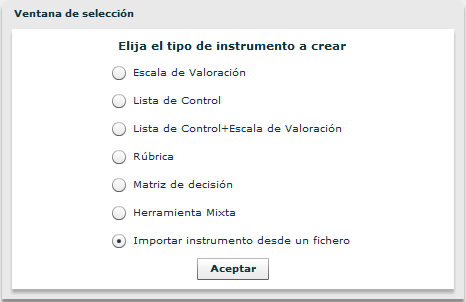 Ventana de selección
Elija el tipo de instrumento a crear
Escala de Valoración
Lista de Control
Lista de Control+Escala de Valoración
Rúbrica
Matriz de decisión
Herramienta Mixta
Importar instrumento desde un fichero
Aceptar